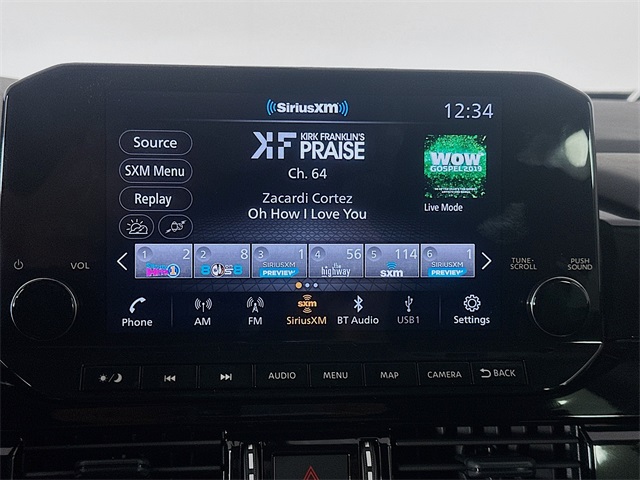 SiriusXM
12:34
Source
SXM Menu
Replay
KF KIRK FRANKLIN'S
PRAISE
Ch. 64
Zacardi Cortez
Oh How I Love You
WOW
GOSPEL 2019
Live Mode
1 2
2 8
3 1
4 56
5 114
6 1
SIRIUSXM
PREVIEW
the
highway
sxm
SIRIUSXM
PREVIEW
Phone
AM
FM
sxm
SiriusXM
BT Audio
USB1
Settings
VOL
TUNE-
SCROLL
PUSH
SOUND
AUDIO
MENU
MAP
CAMERA
BACK